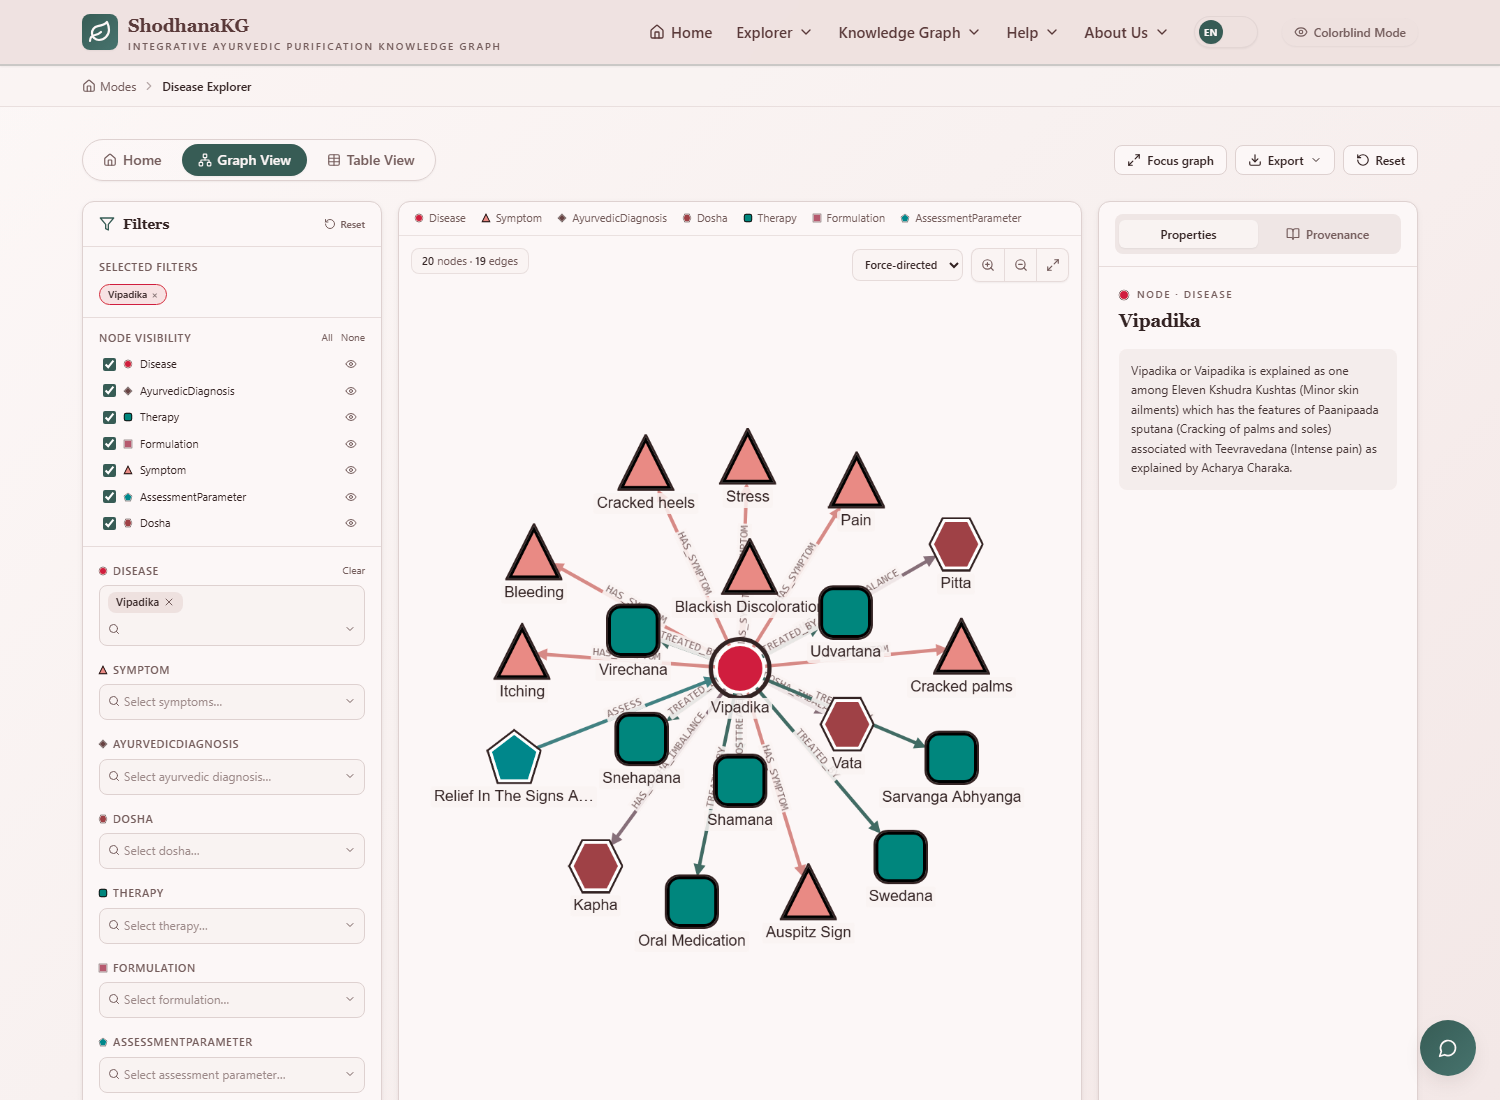 ShodhanaKG
INTEGRATIVE AYURVEDIC PURIFICATION KNOWLEDGE GRAPH
Home
Explorer
Knowledge Graph
Help
About Us
EN
Colorblind Mode
Modes
Disease Explorer
Home
Graph View
Table View
Focus graph
Export
Reset
Filters
Reset
SELECTED FILTERS
Vipadika ×
NODE VISIBILITY
All None
Disease
AyurvedicDiagnosis
Therapy
Formulation
Symptom
AssessmentParameter
Dosha
DISEASE
Clear
Vipadika ×
SYMPTOM
Select symptoms...
AYURVEDICDIAGNOSIS
Select ayurvedic diagnosis...
DOSHA
Select dosha...
THERAPY
Select therapy...
FORMULATION
Select formulation...
ASSESSMENTPARAMETER
Select assessment parameter...
Disease
Symptom
AyurvedicDiagnosis
Dosha
Therapy
Formulation
AssessmentParameter
20 nodes · 19 edges
Force-directed
Cracked heels
Stress
Pain
Pitta
Bleeding
Blackish Discoloratio
Udvartana
Virechana
Itching
Cracked palms
Vipadika
Snehapana
Vata
Relief In The Signs A...
Sarvanga Abhyanga
Shamana
Kapha
Swedana
Oral Medication
Auspitz Sign
HAS_SYMPTOM
HAS_SYMPTOM
ASSESS
Properties
Provenance
NODE · DISEASE
Vipadika
Vipadika or Vaipadika is explained as one
among Eleven Kshudra Kushtas (Minor skin
ailments) which has the features of Paanipaada
sputana (Cracking of palms and soles)
associated with Teevravedana (Intense pain) as
explained by Acharya Charaka.